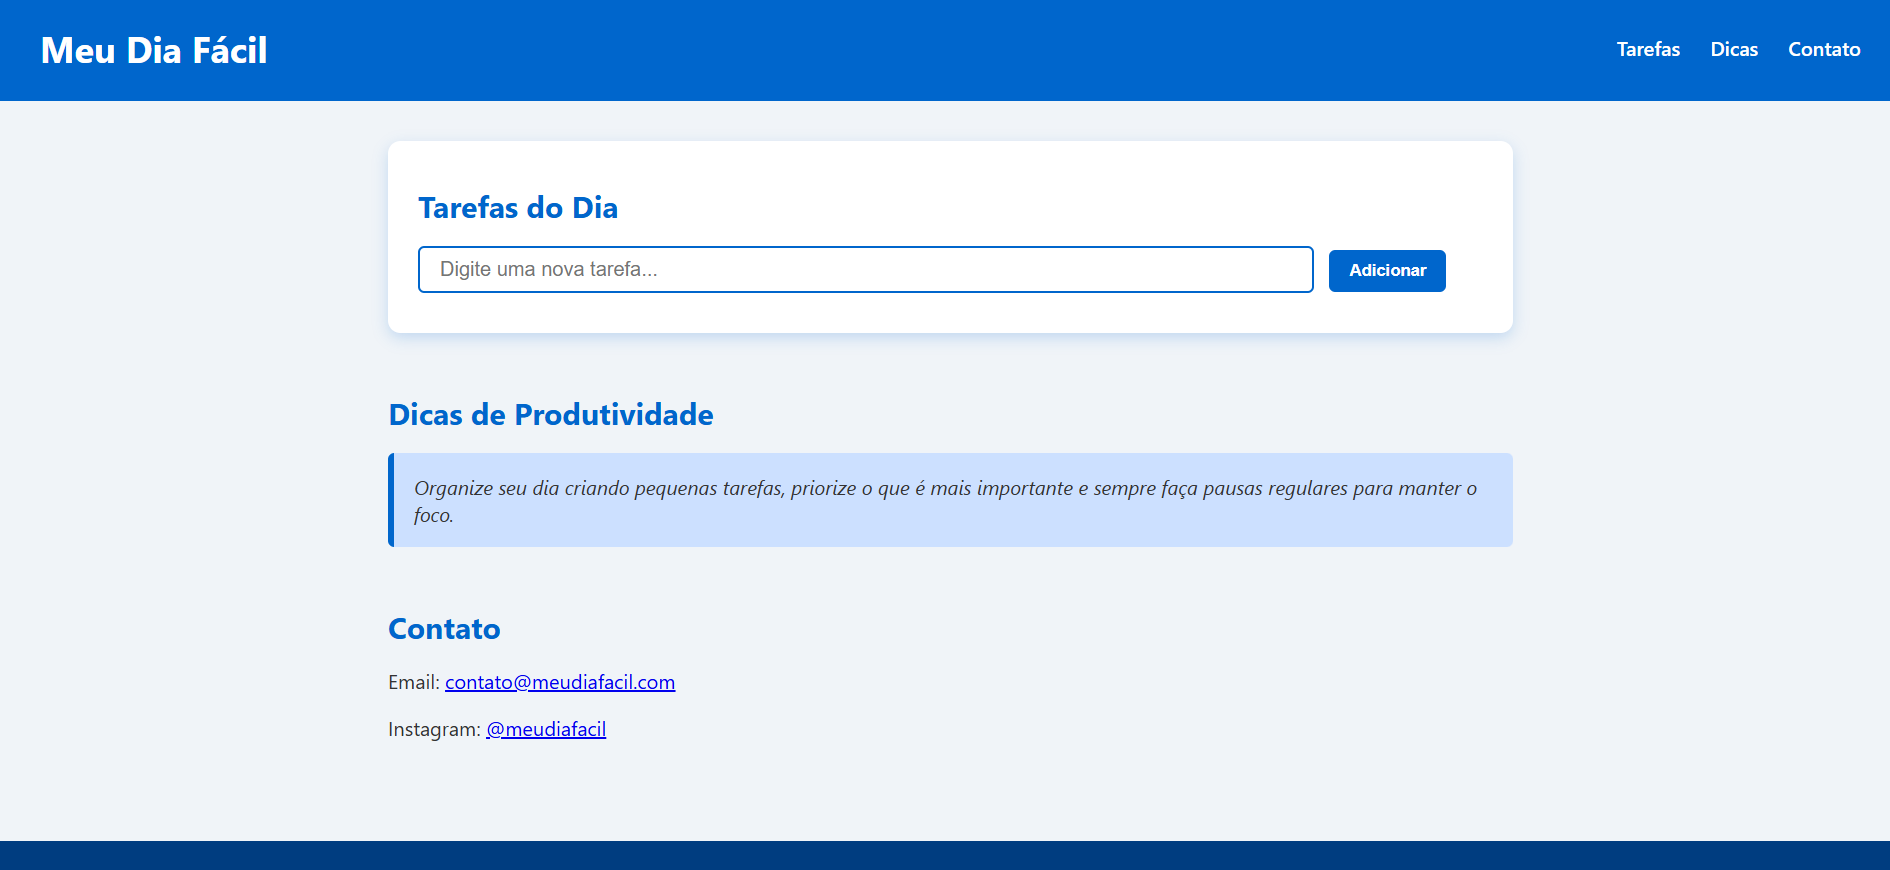 Meu Dia Fácil
Tarefas Dicas Contato
Tarefas do Dia
Digite uma nova tarefa...
Adicionar
Dicas de Produtividade
Organize seu dia criando pequenas tarefas, priorize o que é mais importante e sempre faça pausas regulares para manter o
foco.
Contato
Email: contato@meudiafacil.com
Instagram: @meudiafacil